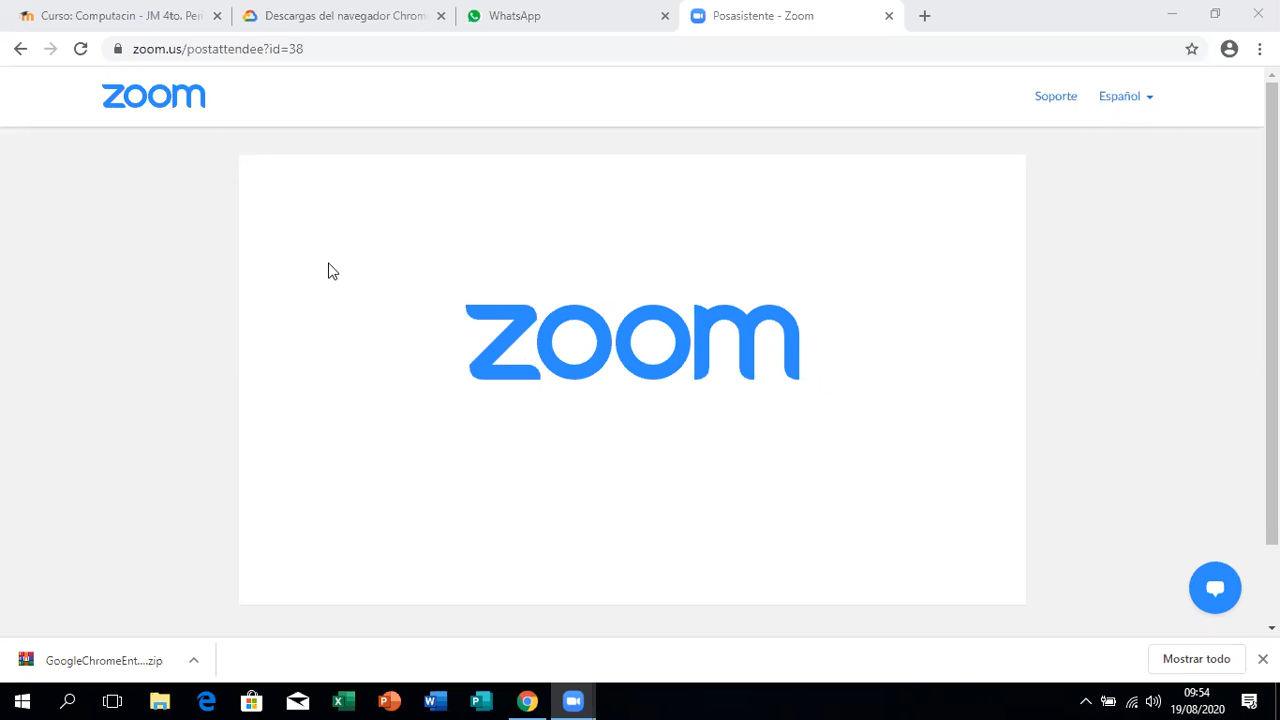 Curso: Computacin - JM 4to. Peri
Descargas del navegador Chrom
WhatsApp
Posasistente - Zoom
zoom.us/postattendee?id=38
zoom
Soporte
Español
zoom
GoogleChromeEnt....zip
Mostrar todo
09:54
19/08/2020